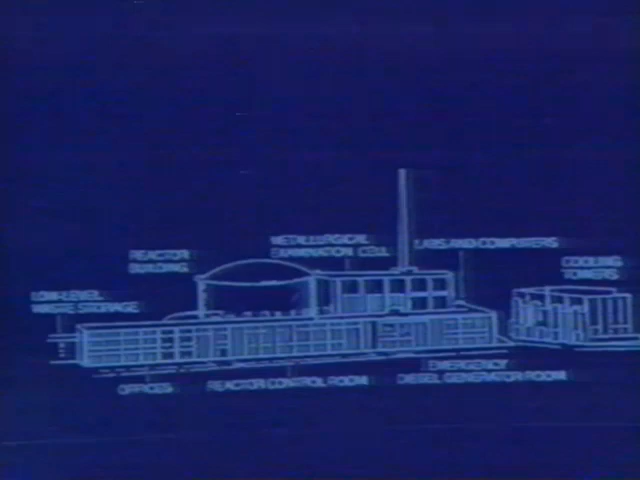 METALLURGICAL
EXAMINATION CELL
LABS AND COMPUTERS
REACTOR
BUILDING
COOLING
TOWERS
LOW-LEVEL
WASTE STORAGE
OFFICES
REACTOR CONTROL ROOM
EMERGENCY
DIESEL GENERATOR ROOM